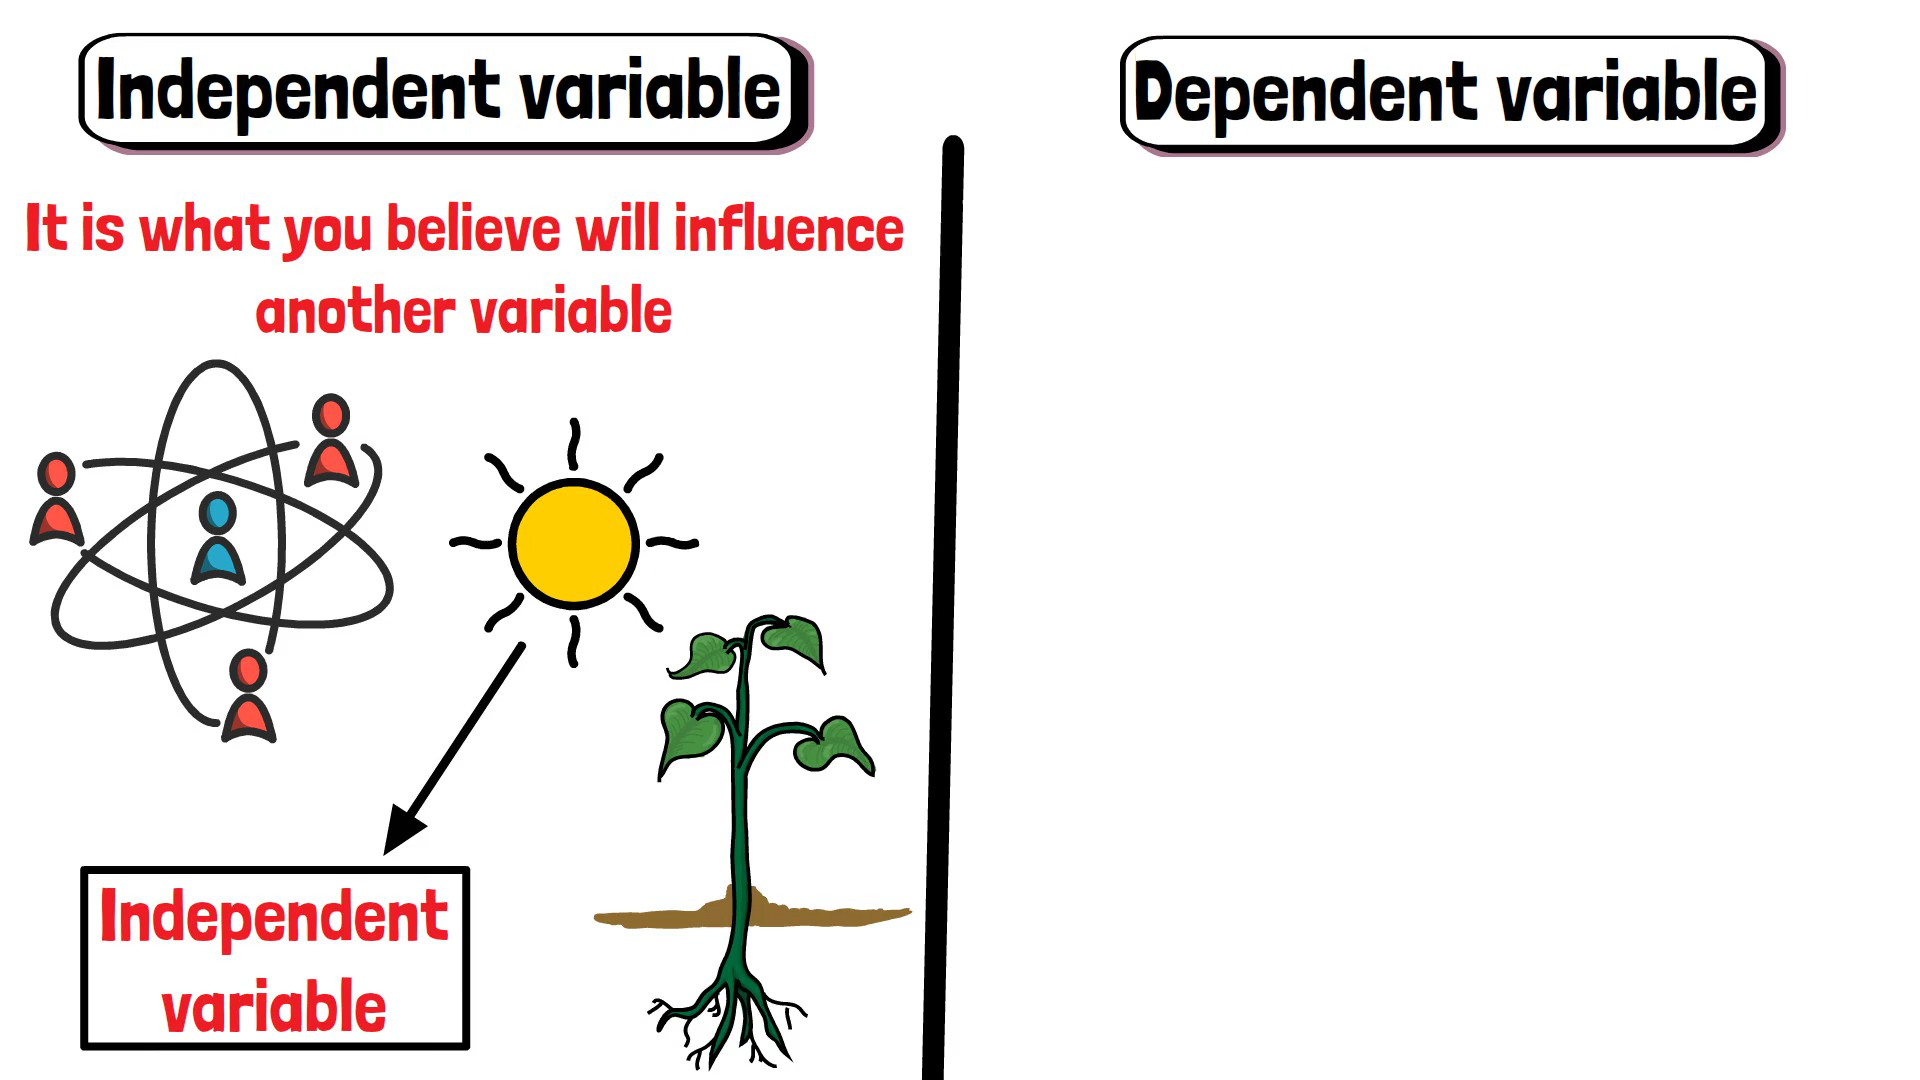 Independent variable
It is what you believe will influence
another variable
Independent
variable
Dependent variable